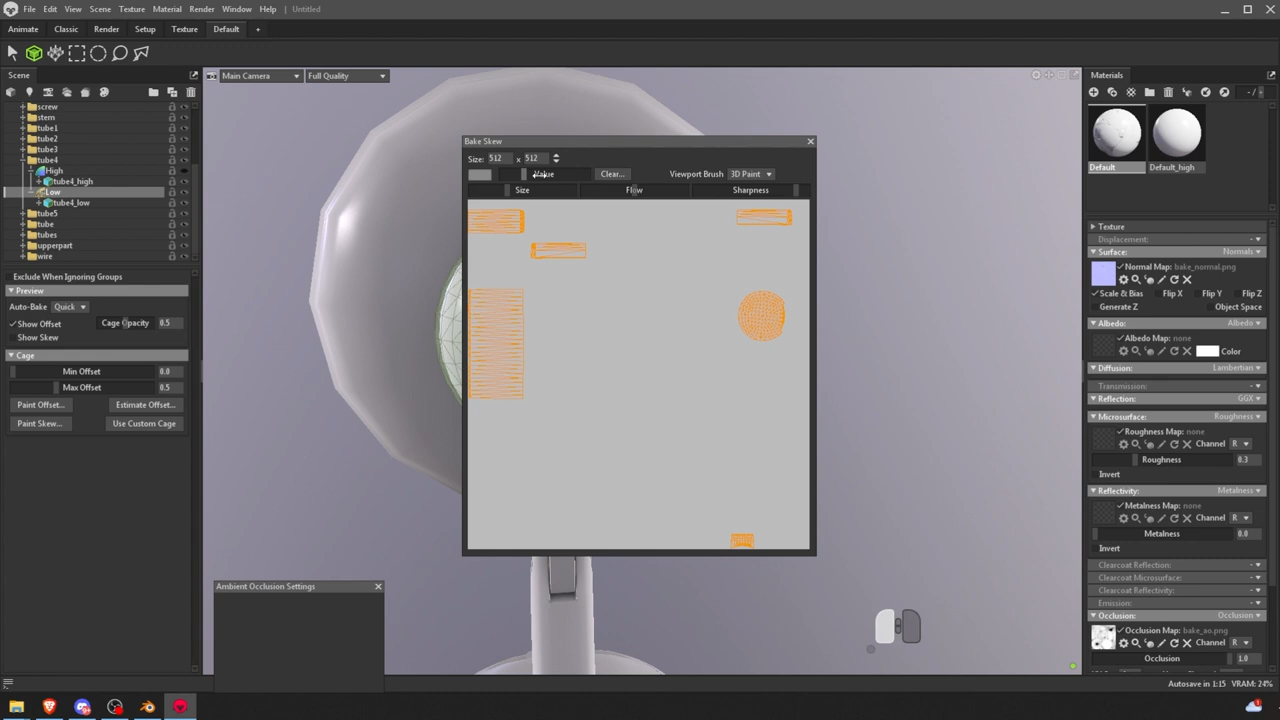 File Edit View Scene Texture Material Render Window Help Untitled
Animate Classic Render Setup Texture Default +
Scene
Main Camera Full Quality
Materials
screw
stem
tube1
tube2
tube3
tube4
High
tube4_high
Low
tube4_low
tube5
tube
tubes
upperpart
wire
Exclude When Ignoring Groups
Preview
Auto-Bake Quick
Show Offset Cage Opacity 0.5
Show Skew
Cage
Min Offset 0.0
Max Offset 0.5
Paint Offset... Estimate Offset...
Paint Skew... Use Custom Cage
Bake Skew
Size: 512 x 512
Value Clear... Viewport Brush 3D Paint
Size Flow Sharpness
Ambient Occlusion Settings
- /
Default Default_high
Texture
Displacement: -
Surface: Normals
Normal Map: bake_normal.png
Scale & Bias Flip X Flip Y Flip Z
Generate Z Object Space
Albedo: Albedo
Albedo Map: none
Color
Diffusion: Lambertian
Transmission: -
Reflection: GGX
Microsurface: Roughness
Roughness Map: none
Channel R
Roughness 0.3
Invert
Reflectivity: Metalness
Metalness Map: none
Channel R
Metalness 0.0
Invert
Clearcoat Reflection: -
Clearcoat Microsurface: -
Clearcoat Reflectivity: -
Emission: -
Occlusion: Occlusion
Occlusion Map: bake_ao.png
Channel R
Occlusion 1.0
Autosave in 1:15 VRAM: 24%